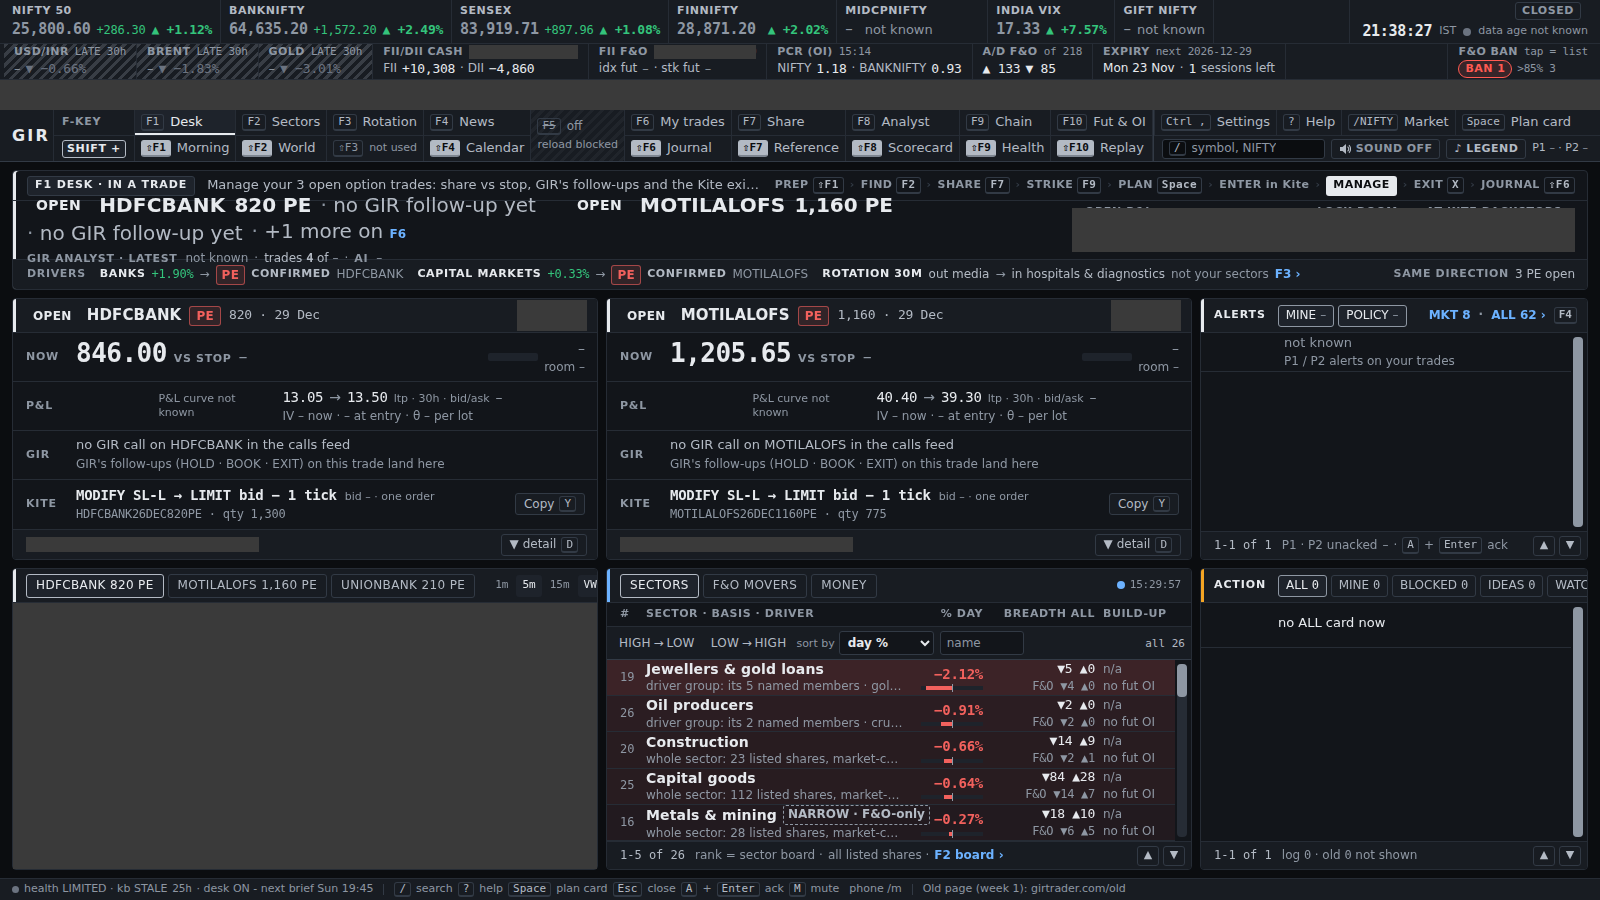 NIFTY 50
25,800.60 +286.30 ▲ +1.12%
BANKNIFTY
64,635.20 +1,572.20 ▲ +2.49%
SENSEX
83,919.71 +897.96 ▲ +1.08%
FINNIFTY
28,871.20 ▲ +2.02%
MIDCPNIFTY
– not known
INDIA VIX
17.33 ▲ +7.57%
GIFT NIFTY
– not known
CLOSED
21:38:27 IST data age not known
USD/INR LATE 30h
– ▼ −0.66%
BRENT LATE 30h
– ▼ −1.83%
GOLD LATE 30h
– ▼ −3.01%
FII/DII CASH
FII +10,308 · DII −4,860
FII F&O
idx fut – · stk fut –
PCR (OI) 15:14
NIFTY 1.18 · BANKNIFTY 0.93
A/D F&O of 218
▲ 133 ▼ 85
EXPIRY next 2026-12-29
Mon 23 Nov · 1 sessions left
F&O BAN tap = list
BAN 1 >85% 3
GIR
F-KEY
SHIFT +
F1 Desk
⇧F1 Morning
F2 Sectors
⇧F2 World
F3 Rotation
⇧F3 not used
F4 News
⇧F4 Calendar
F5 off
reload blocked
F6 My trades
⇧F6 Journal
F7 Share
⇧F7 Reference
F8 Analyst
⇧F8 Scorecard
F9 Chain
⇧F9 Health
F10 Fut & OI
⇧F10 Replay
Ctrl , Settings ? Help /NIFTY Market Space Plan card
/ symbol, NIFTY SOUND OFF ♪ LEGEND P1 – · P2 –
F1 DESK · IN A TRADE Manage your 3 open option trades: share vs stop, GIR's follow-ups and the Kite exi…
PREP ⇧F1 › FIND F2 › SHARE F7 › STRIKE F9 › PLAN Space › ENTER in Kite › MANAGE › EXIT X › JOURNAL ⇧F6
OPEN HDFCBANK 820 PE · no GIR follow-up yet OPEN MOTILALOFS 1,160 PE
· no GIR follow-up yet · +1 more on F6
GIR ANALYST · LATEST not known · trades 4 of – · AI –
DRIVERS BANKS +1.90% → PE CONFIRMED HDFCBANK CAPITAL MARKETS +0.33% → PE CONFIRMED MOTILALOFS ROTATION 30M out media → in hospitals & diagnostics not your sectors F3 ›
SAME DIRECTION 3 PE open
OPEN HDFCBANK PE 820 · 29 Dec
NOW 846.00 VS STOP –
–
room –
P&L
P&L curve not known
13.05 → 13.50 ltp · 30h · bid/ask –
IV – now · – at entry · θ – per lot
GIR
no GIR call on HDFCBANK in the calls feed
GIR's follow-ups (HOLD · BOOK · EXIT) on this trade land here
KITE
MODIFY SL-L → LIMIT bid − 1 tick bid – · one order
HDFCBANK26DEC820PE · qty 1,300
Copy Y
▼ detail D
OPEN MOTILALOFS PE 1,160 · 29 Dec
NOW 1,205.65 VS STOP –
–
room –
P&L
P&L curve not known
40.40 → 39.30 ltp · 30h · bid/ask –
IV – now · – at entry · θ – per lot
GIR
no GIR call on MOTILALOFS in the calls feed
GIR's follow-ups (HOLD · BOOK · EXIT) on this trade land here
KITE
MODIFY SL-L → LIMIT bid − 1 tick bid – · one order
MOTILALOFS26DEC1160PE · qty 775
Copy Y
▼ detail D
ALERTS MINE – POLICY – MKT 8 · ALL 62 › F4
not known
P1 / P2 alerts on your trades
1-1 of 1 P1 · P2 unacked – · A + Enter ack ▲ ▼
HDFCBANK 820 PE MOTILALOFS 1,160 PE UNIONBANK 210 PE 1m 5m 15m VW
SECTORS F&O MOVERS MONEY 15:29:57
# SECTOR · BASIS · DRIVER % DAY BREADTH ALL BUILD-UP
HIGH→LOW LOW→HIGH sort by day % name all 26
19 Jewellers & gold loans −2.12% ▼5 ▲0 n/a
driver group: its 5 named members · gol… F&O ▼4 ▲0 no fut OI
26 Oil producers −0.91% ▼2 ▲0 n/a
driver group: its 2 named members · cru… F&O ▼2 ▲0 no fut OI
20 Construction −0.66% ▼14 ▲9 n/a
whole sector: 23 listed shares, market-c… F&O ▼2 ▲1 no fut OI
25 Capital goods −0.64% ▼84 ▲28 n/a
whole sector: 112 listed shares, market-… F&O ▼14 ▲7 no fut OI
16 Metals & mining NARROW · F&O-only −0.27% ▼18 ▲10 n/a
whole sector: 28 listed shares, market-c… F&O ▼6 ▲5 no fut OI
1-5 of 26 rank = sector board · all listed shares · F2 board › ▲ ▼
ACTION ALL 0 MINE 0 BLOCKED 0 IDEAS 0 WATC
no ALL card now
1-1 of 1 log 0 · old 0 not shown ▲ ▼
health LIMITED · kb STALE 25h · desk ON - next brief Sun 19:45 | / search ? help Space plan card Esc close A + Enter ack M mute phone /m | Old page (week 1): girtrader.com/old